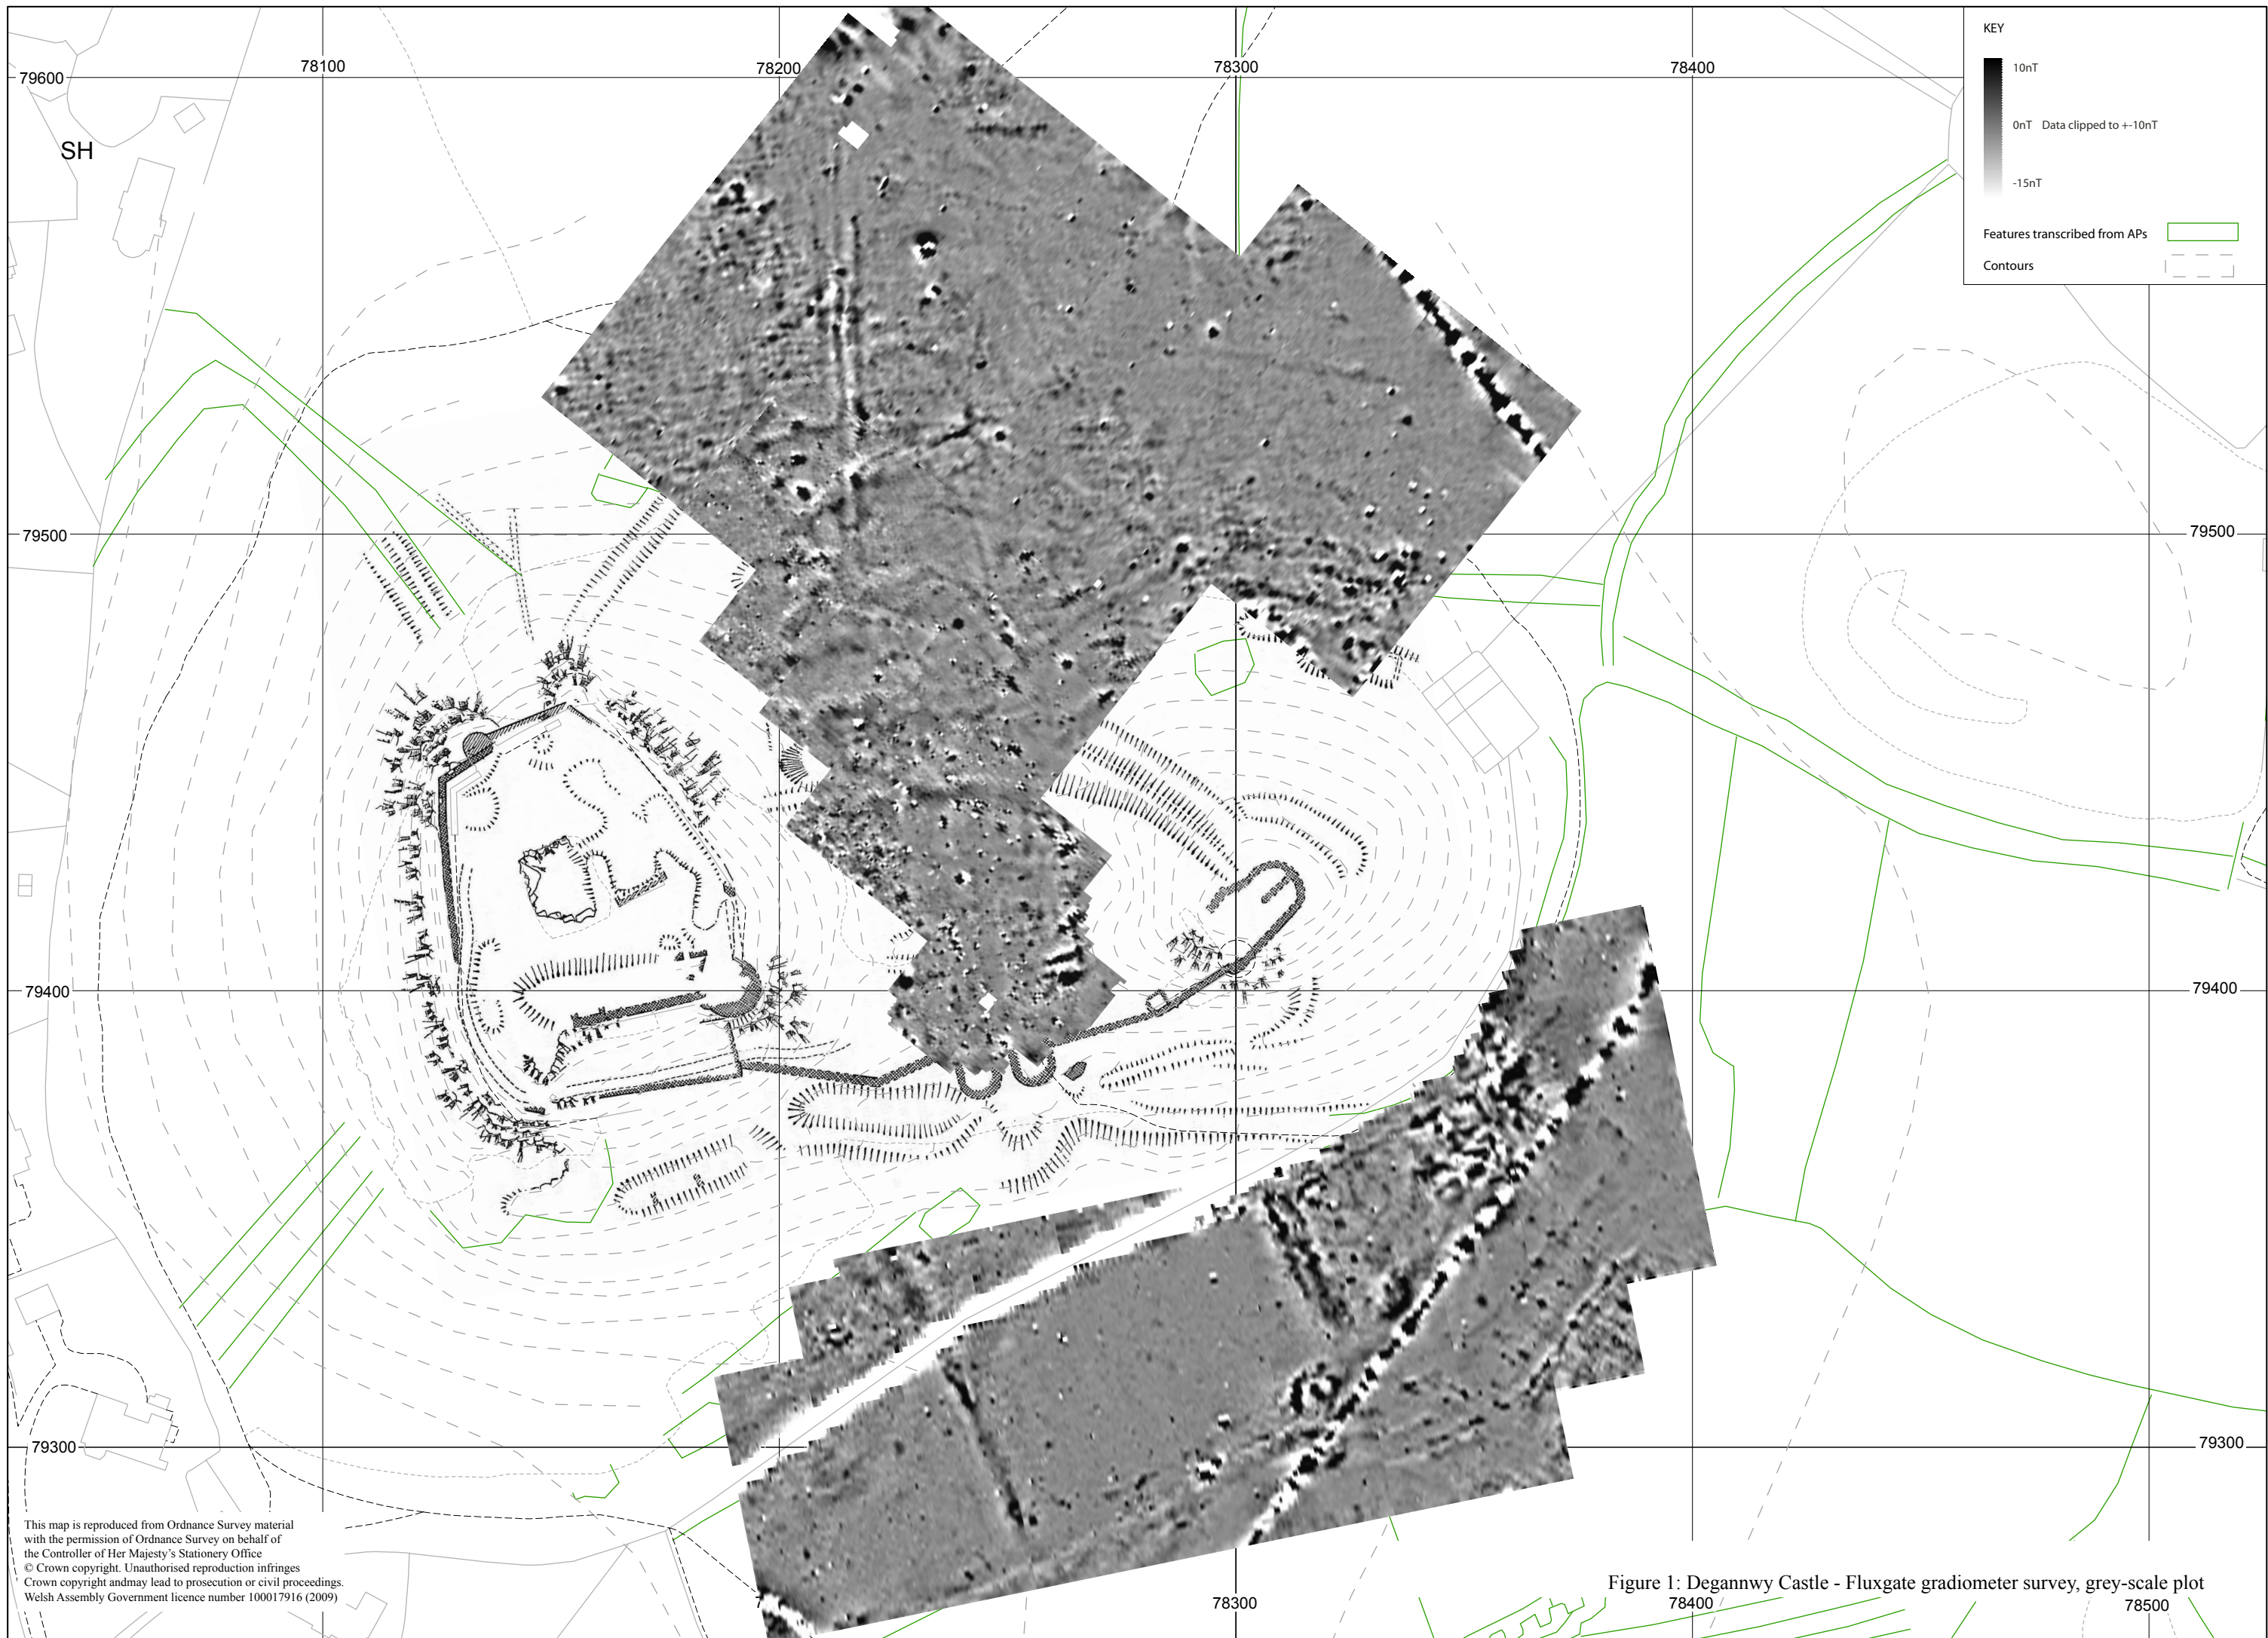 KEY
10nT
0nT Data clipped to +-10nT
-15nT
Features transcribed from APs
Contours
78100
78200
78300
78400
79600
SH
79500
79500
79400
79400
79300
79300
This map is reproduced from Ordnance Survey material
with the permission of Ordnance Survey on behalf of
the Controller of Her Majesty's Stationery Office
© Crown copyright. Unauthorised reproduction infringes
Crown copyright andmay lead to prosecution or civil proceedings.
Welsh Assembly Government licence number 100017916 (2009)
Figure 1: Degannwy Castle - Fluxgate gradiometer survey, grey-scale plot
78300
78400
78500